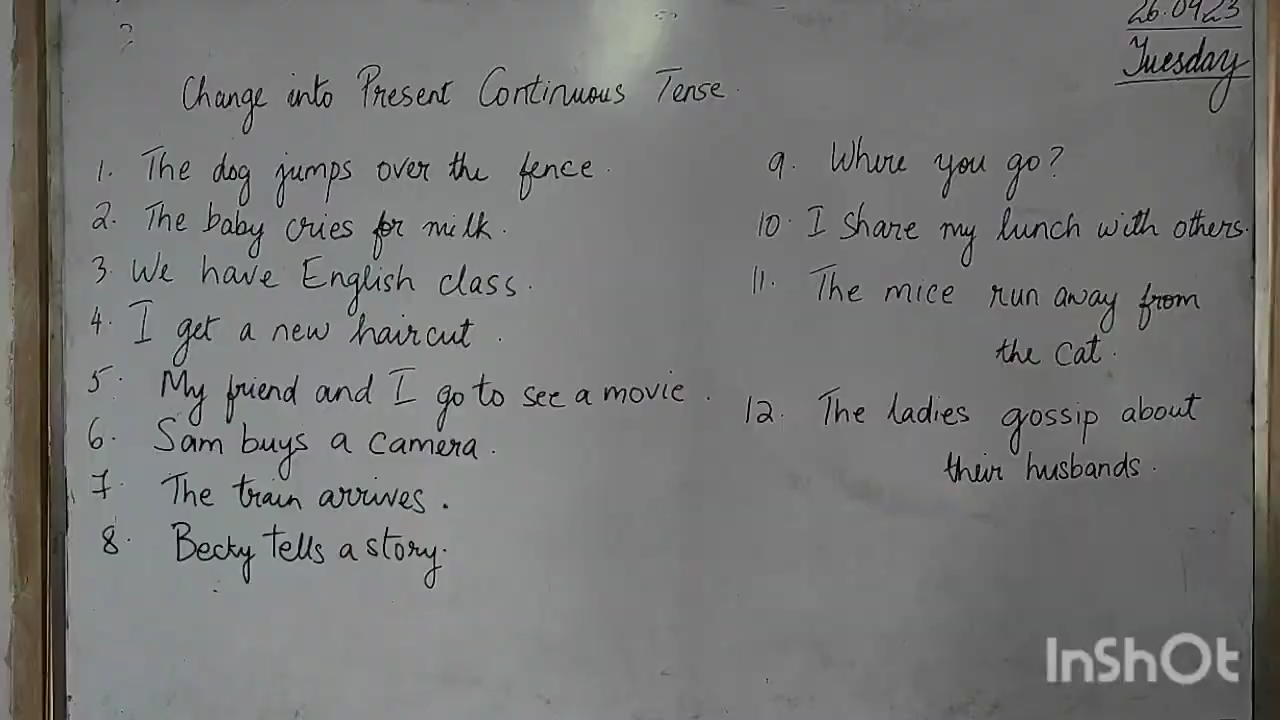 26.0923
Tuesday
Change into Present Continuous Tense.
1. The dog jumps over the fence.
2. The baby cries for milk.
3 We have English class.
4. I get a new haircut.
5. My friend and I go to see a movie.
6. Sam buys a camera.
7. The train arrives.
8. Becky tells a story.
9. Where you go?
10. I share my lunch with others.
11. The mice run away from
the cat.
12. The ladies gossip about
their husbands.
InShOt